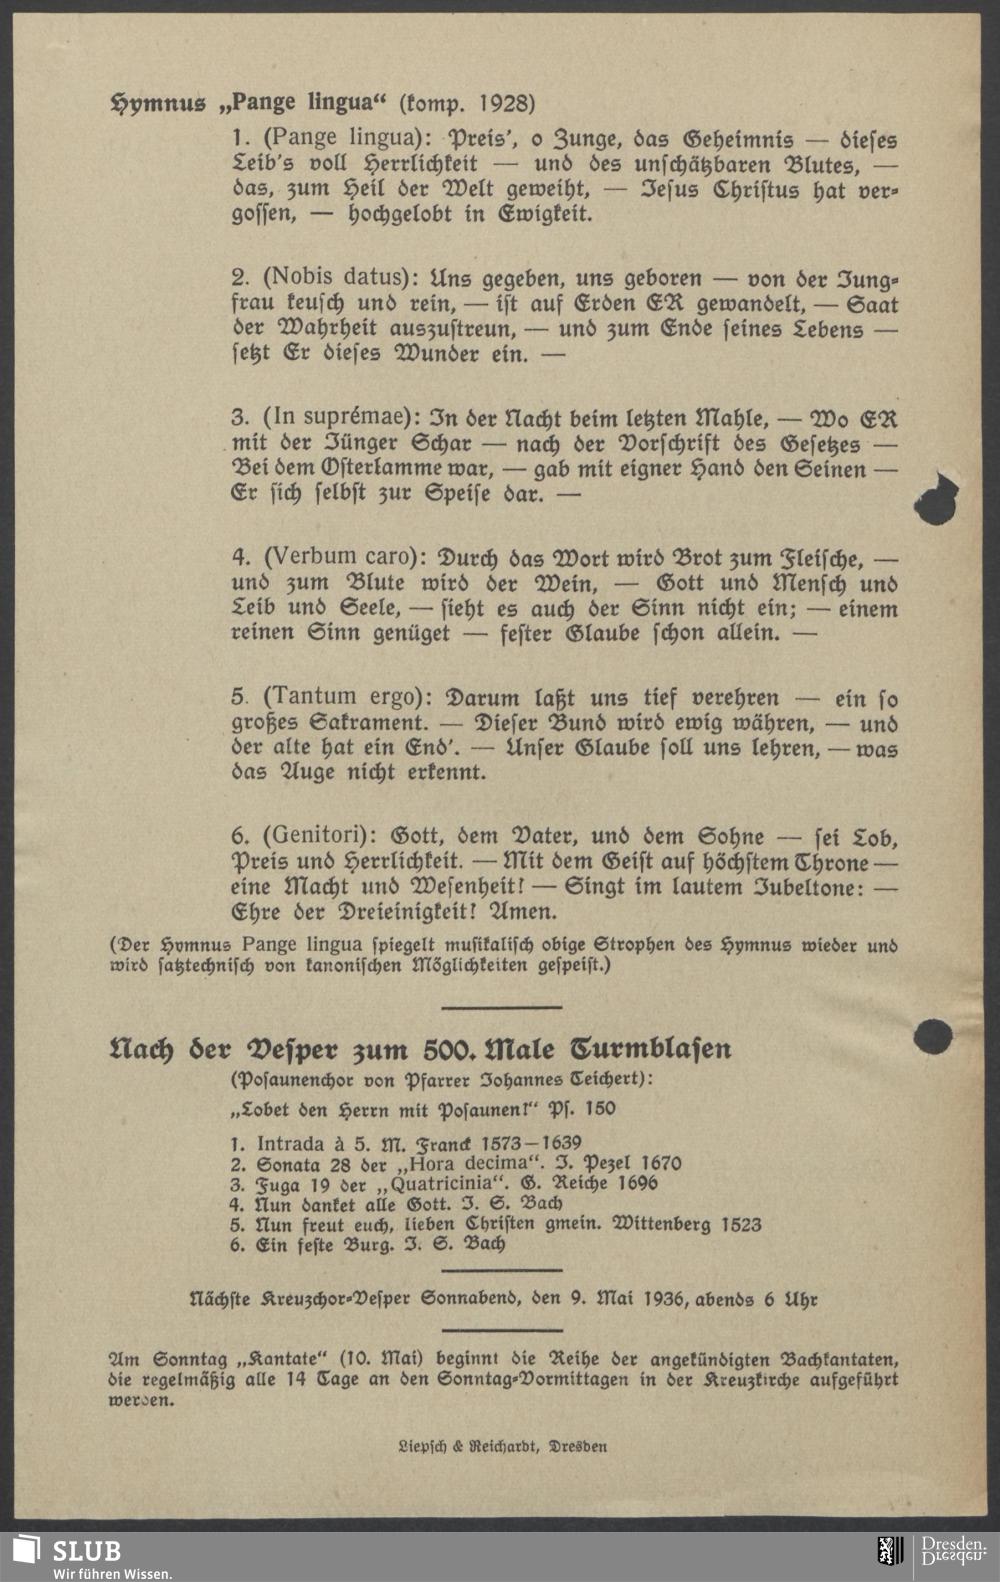 Hymnus „Pange lingua“ (komp. 1928)
1. (Pange lingua): Preis’, o Zunge, das Geheimnis — dieses
Leib’s voll Herrlichkeit — und des unschätzbaren Blutes, —
das, zum Heil der Welt geweiht, — Jesus Christus hat ver-
gossen, — hochgelobt in Ewigkeit.
2. (Nobis datus): Uns gegeben, uns geboren — von der Jung-
frau keusch und rein, — ist auf Erden ER gewandelt, — Saat
der Wahrheit auszustreun, — und zum Ende seines Lebens —
setzt Er dieses Wunder ein. —
3. (In suprémae): In der Nacht beim letzten Mahle, — Wo ER
mit der Jünger Schar — nach der Vorschrift des Gesetzes —
Bei dem Osterlamme war, — gab mit eigner Hand den Seinen —
Er sich selbst zur Speise dar. —
4. (Verbum caro): Durch das Wort wird Brot zum Fleische, —
und zum Blute wird der Wein, — Gott und Mensch und
Leib und Seele, — sieht es auch der Sinn nicht ein; — einem
reinen Sinn genüget — fester Glaube schon allein. —
5. (Tantum ergo): Darum laßt uns tief verehren — ein so
großes Sakrament. — Dieser Bund wird ewig währen, — und
der alte hat ein End’. — Unser Glaube soll uns lehren, — was
das Auge nicht erkennt.
6. (Genitori): Gott, dem Vater, und dem Sohne — sei Lob,
Preis und Herrlichkeit. — Mit dem Geist auf höchstem Throne —
eine Macht und Wesenheit! — Singt im lautem Jubeltone: —
Ehre der Dreieinigkeit! Amen.
(Der Hymnus Pange lingua spiegelt musikalisch obige Strophen des Hymnus wieder und
wird satztechnisch von kanonischen Möglichkeiten gespeist.)
Nach der Vesper zum 500. Male Turmblasen
(Posaunenchor von Pfarrer Johannes Teichert):
„Lobet den Herrn mit Posaunen!“ Ps. 150
1. Intrada à 5. M. Franck 1573—1639
2. Sonata 28 der „Hora decima“. J. Pezel 1670
3. Fuga 19 der „Quatricinia“. G. Reiche 1696
4. Nun danket alle Gott. J. S. Bach
5. Nun freut euch, lieben Christen gmein. Wittenberg 1523
6. Ein feste Burg. J. S. Bach
Nächste Kreuzchor-Vesper Sonnabend, den 9. Mai 1936, abends 6 Uhr
Am Sonntag „Kantate“ (10. Mai) beginnt die Reihe der angekündigten Bachkantaten,
die regelmäßig alle 14 Tage an den Sonntag-Vormittagen in der Kreuzkirche aufgeführt
werden.
Liepsch & Reichardt, Dresden
SLUB
Wir führen Wissen.
Dresden.
Dresden.